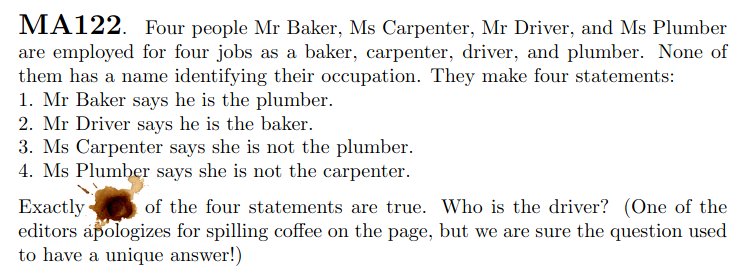 MA122. Four people Mr Baker, Ms Carpenter, Mr Driver, and Ms Plumber
are employed for four jobs as a baker, carpenter, driver, and plumber. None of
them has a name identifying their occupation. They make four statements:
1. Mr Baker says he is the plumber.
2. Mr Driver says he is the baker.
3. Ms Carpenter says she is not the plumber.
4. Ms Plumber says she is not the carpenter.
Exactly of the four statements are true. Who is the driver? (One of the
editors apologizes for spilling coffee on the page, but we are sure the question used
to have a unique answer!)